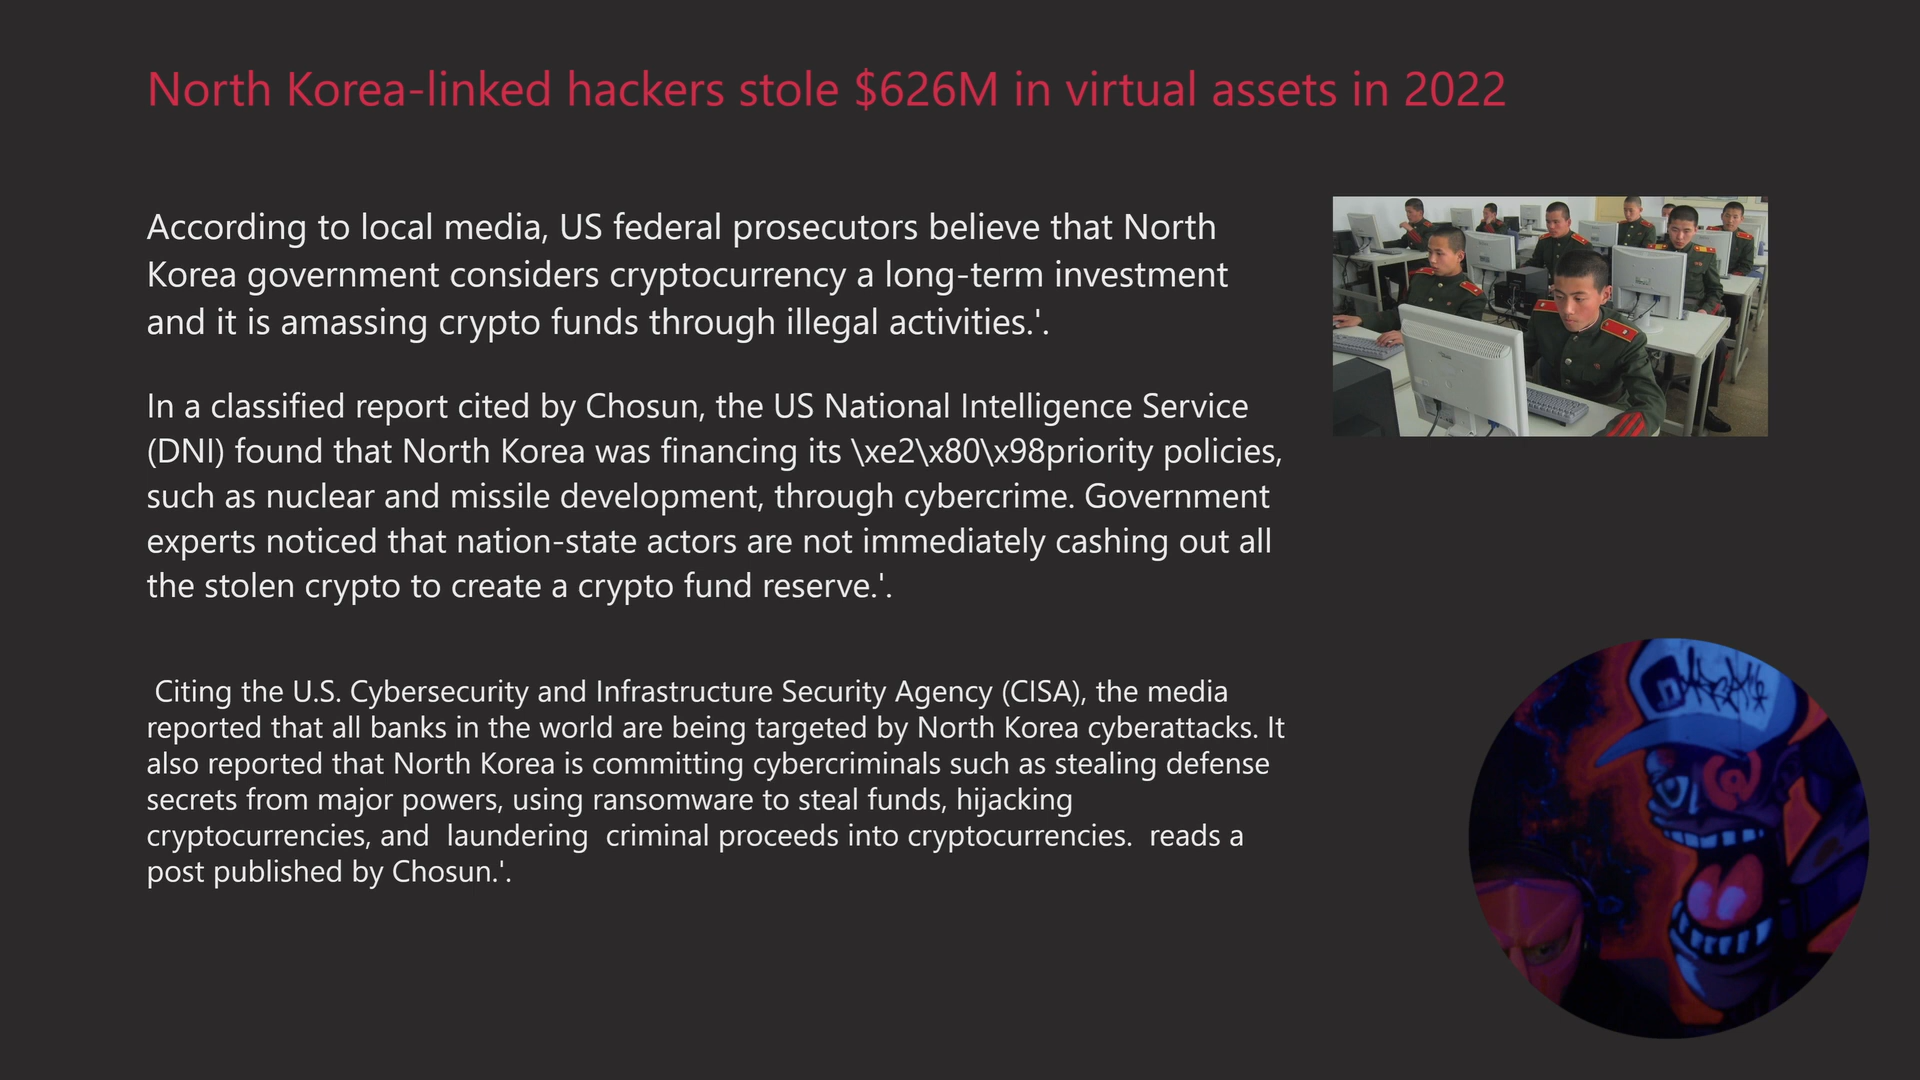 North Korea-linked hackers stole $626M in virtual assets in 2022
According to local media, US federal prosecutors believe that North
Korea government considers cryptocurrency a long-term investment
and it is amassing crypto funds through illegal activities.'.
In a classified report cited by Chosun, the US National Intelligence Service
(DNI) found that North Korea was financing its \xe2\x80\x98priority policies,
such as nuclear and missile development, through cybercrime. Government
experts noticed that nation-state actors are not immediately cashing out all
the stolen crypto to create a crypto fund reserve.'.
Citing the U.S. Cybersecurity and Infrastructure Security Agency (CISA), the media
reported that all banks in the world are being targeted by North Korea cyberattacks. It
also reported that North Korea is committing cybercriminals such as stealing defense
secrets from major powers, using ransomware to steal funds, hijacking
cryptocurrencies, and  laundering  criminal proceeds into cryptocurrencies.  reads a
post published by Chosun.'.